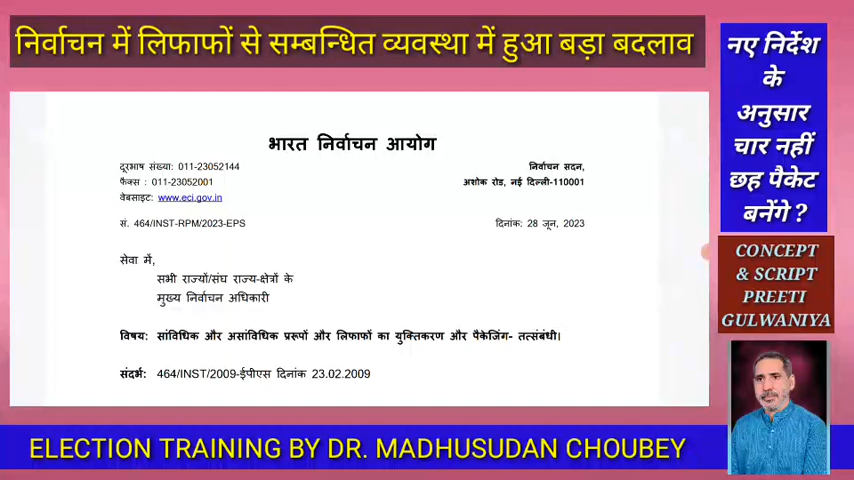 निर्वाचन में लिफाफों से सम्बन्धित व्यवस्था में हुआ बड़ा बदलाव
भारत निर्वाचन आयोग
दूरभाष संख्या: 011-23052144
फैक्स : 011-23052001
वेबसाइट: www.eci.gov.in
निर्वाचन सदन,
अशोक रोड, नई दिल्ली-110001
सं. 464/INST-RPM/2023-EPS
दिनांक: 28 जून, 2023
सेवा में,
सभी राज्यों/संघ राज्य-क्षेत्रों के
मुख्य निर्वाचन अधिकारी
विषय: सांविधिक और असांविधिक प्ररूपों और लिफाफों का युक्तिकरण और पैकेजिंग- तत्संबंधी।
संदर्भ: 464/INST/2009-ईपीएस दिनांक 23.02.2009
नए निर्देश
के
अनुसार
चार नहीं
छह पैकेट
बनेंगे ?
CONCEPT
& SCRIPT
PREETI
GULWANIYA
ELECTION TRAINING BY DR. MADHUSUDAN CHOUBEY